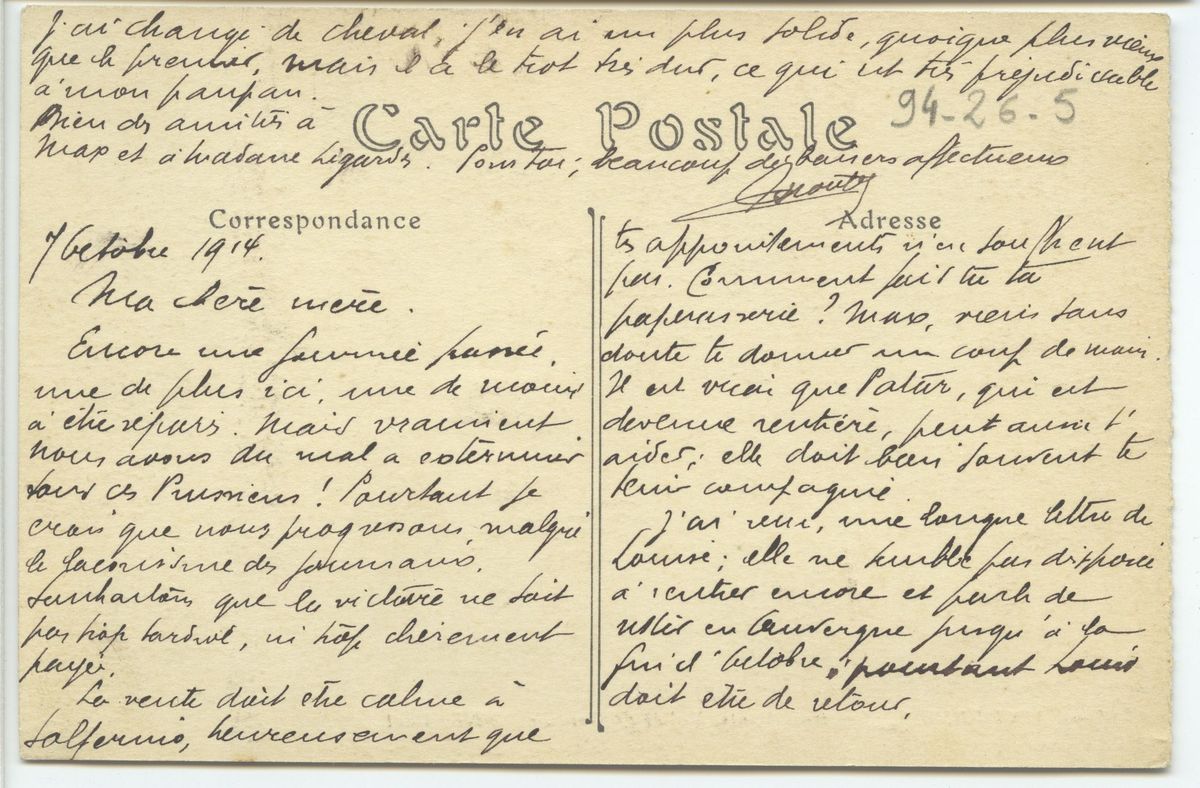 J'ai changé de cheval, j'en ai un plus solide, quoique plus vieux
que le premier, mais il a le trot très dur, ce qui est très préjudiciable
à mon panpan.
Bien des amitiés à
Carte Postale
94-26-5
Max et à Madame Ligardes. Pour toi, beaucoup de baisers affectueux
Correspondance
Adresse
7 Octobre 1914.
Ma chère mère.
Encore une journée passée,
une de plus ici, une de moins
à être séparés. Mais vraiment
nous avons du mal a exterminer
tous ces Prussiens! Pourtant je
crois que nous progressons, malgré
le laconisme des journaux.
Souhaitons que la victoire ne soit
pas trop tardive, ni trop chèrement
payée.
La vente doit être calme à
Solferino, heureusement que
tes appointements n'en souffrent
pas. Comment fais tu ta
paperasserie? Max, viens sans
doute te donner un coup de main.
Il est vrai que, qui est
devenue rentière, peut aussi t'
aider; elle doit bien souvent te
tenir compagnie.
J'ai reçu, une longue lettre de
Louise; elle ne semble pas disposée
à rentrer encore et parle de
rester en Auvergne jusqu'à la
fin d'Octobre; pourtant Louis
doit être de retour.